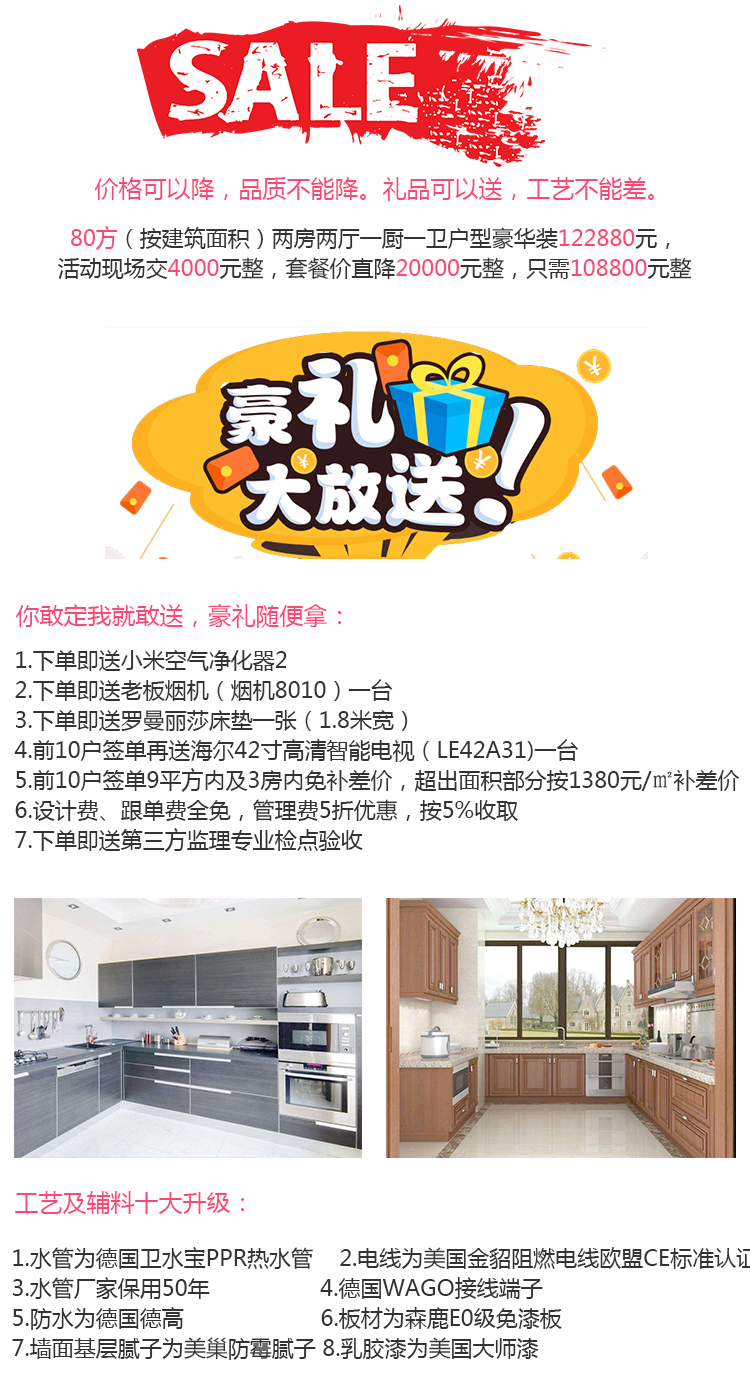 SALE
价格可以降，品质不能降。礼品可以送，工艺不能差。
80方（按建筑面积）两房两厅一厨一卫户型豪华装122880元，
活动现场交4000元整，套餐价直降20000元整，只需108800元整
豪礼
大放送！
你敢定我就敢送，豪礼随便拿：
1.下单即送小米空气净化器2
2.下单即送老板烟机（烟机8010）一台
3.下单即送罗曼丽莎床垫一张（1.8米宽）
4.前10户签单再送海尔42寸高清智能电视（LE42A31)一台
5.前10户签单9平方内及3房内免补差价，超出面积部分按1380元/㎡补差价
6.设计费、跟单费全免，管理费5折优惠，按5%收取
7.下单即送第三方监理专业检点验收
工艺及辅料十大升级：
1.水管为德国卫水宝PPR热水管 2.电线为美国金貂阻燃电线欧盟CE标准认证
3.水管厂家保用50年 4.德国WAGO接线端子
5.防水为德国德高 6.板材为森鹿E0级免漆板
7.墙面基层腻子为美巢防霉腻子 8.乳胶漆为美国大师漆